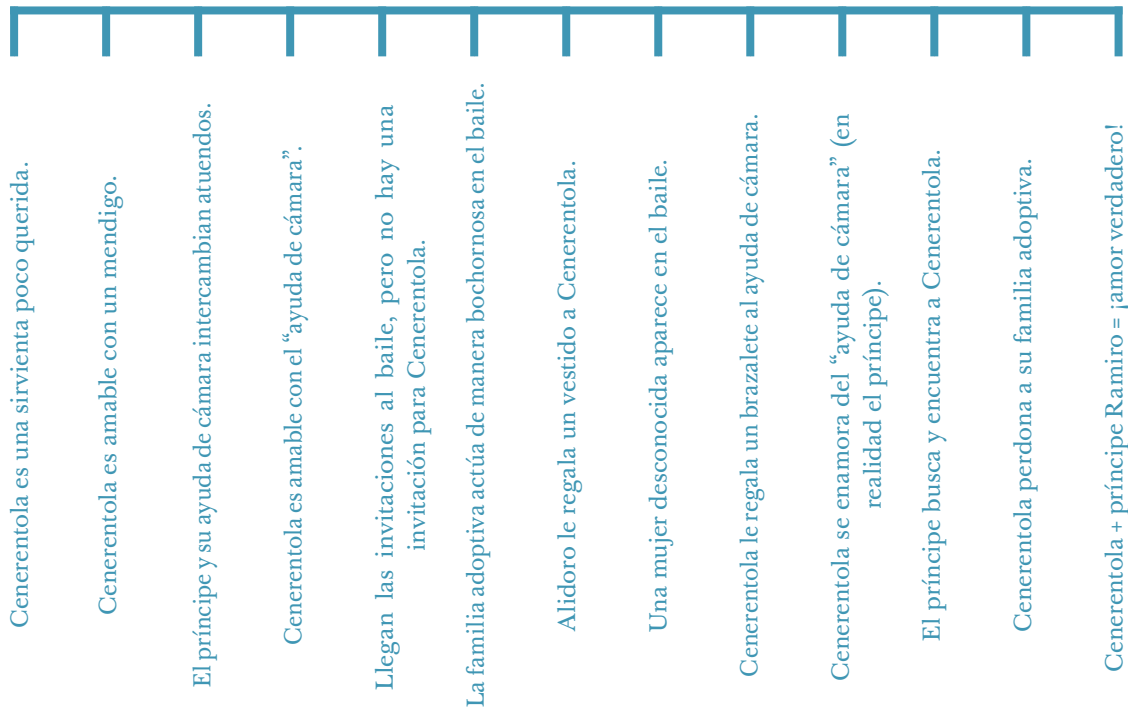 Cenerentola es una sirvienta poco querida.
Cenerentola es amable con un mendigo.
El príncipe y su ayuda de cámara intercambian atuendos.
Cenerentola es amable con el “ayuda de cámara”.
Llegan las invitaciones al baile, pero no hay una
invitación para Cenerentola.
La familia adoptiva actúa de manera bochornosa en el baile.
Alidoro le regala un vestido a Cenerentola.
Una mujer desconocida aparece en el baile.
Cenerentola le regala un brazalete al ayuda de cámara.
Cenerentola se enamora del “ayuda de cámara” (en
realidad el príncipe).
El príncipe busca y encuentra a Cenerentola.
Cenerentola perdona a su familia adoptiva.
Cenerentola + príncipe Ramiro = ¡amor verdadero!